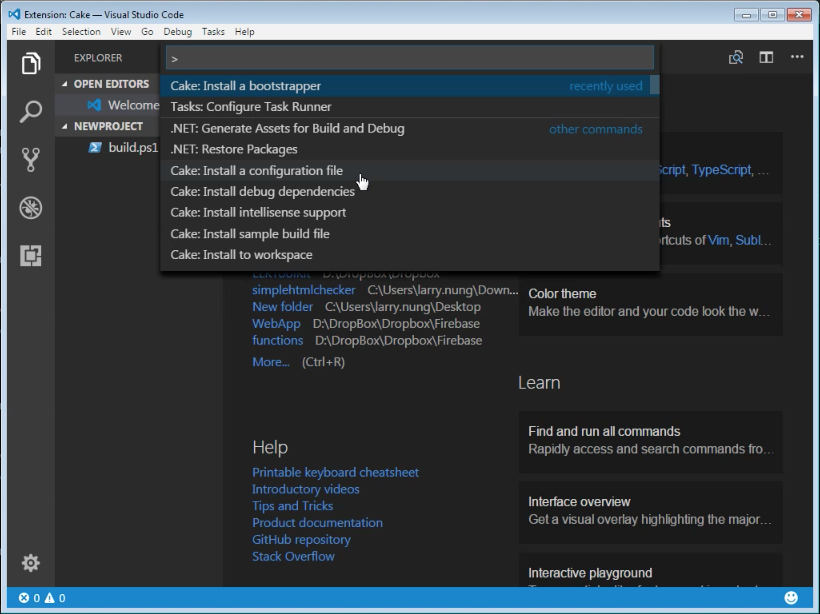 Extension: Cake — Visual Studio Code
File Edit Selection View Go Debug Tasks Help
EXPLORER
OPEN EDITORS
Welcome
NEWPROJECT
build.ps1
>
Cake: Install a bootstrapper recently used
Tasks: Configure Task Runner
.NET: Generate Assets for Build and Debug other commands
.NET: Restore Packages
Cake: Install a configuration file
Cake: Install debug dependencies
Cake: Install intellisense support
Cake: Install sample build file
Cake: Install to workspace
D:\DropBox\Dropbox
simplehtmlchecker C:\Users\larry.nung\Down...
New folder C:\Users\larry.nung\Desktop
WebApp D:\DropBox\Dropbox\Firebase
functions D:\DropBox\Dropbox\Firebase
More... (Ctrl+R)
Help
Printable keyboard cheatsheet
Introductory videos
Tips and Tricks
Product documentation
GitHub repository
Stack Overflow
cript, TypeScript, ...
ts
rtcuts of Vim, Subl...
Color theme
Make the editor and your code look the w...
Learn
Find and run all commands
Rapidly access and search commands fro...
Interface overview
Get a visual overlay highlighting the major...
Interactive playground
0 0